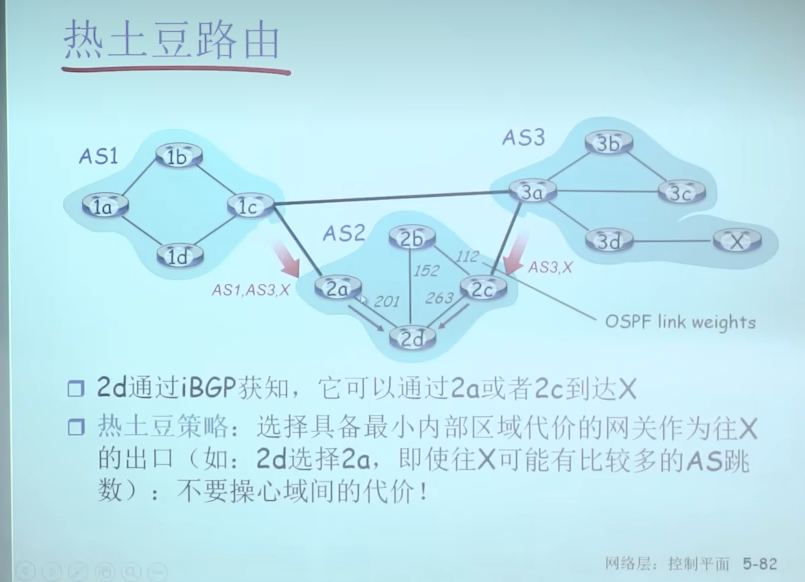 热土豆路由
AS1
1b
1a
1c
1d
AS3
3b
3a
3c
3d
X
AS2
2b
112
152
2a
201
263
2c
2d
AS1,AS3,X
AS3,X
OSPF link weights
2d通过iBGP获知，它可以通过2a或者2c到达X
热土豆策略：选择具备最小内部区域代价的网关作为往X
的出口（如：2d选择2a，即使往X可能有比较多的AS跳
数）：不要操心域间的代价！
网络层：控制平面 5-82